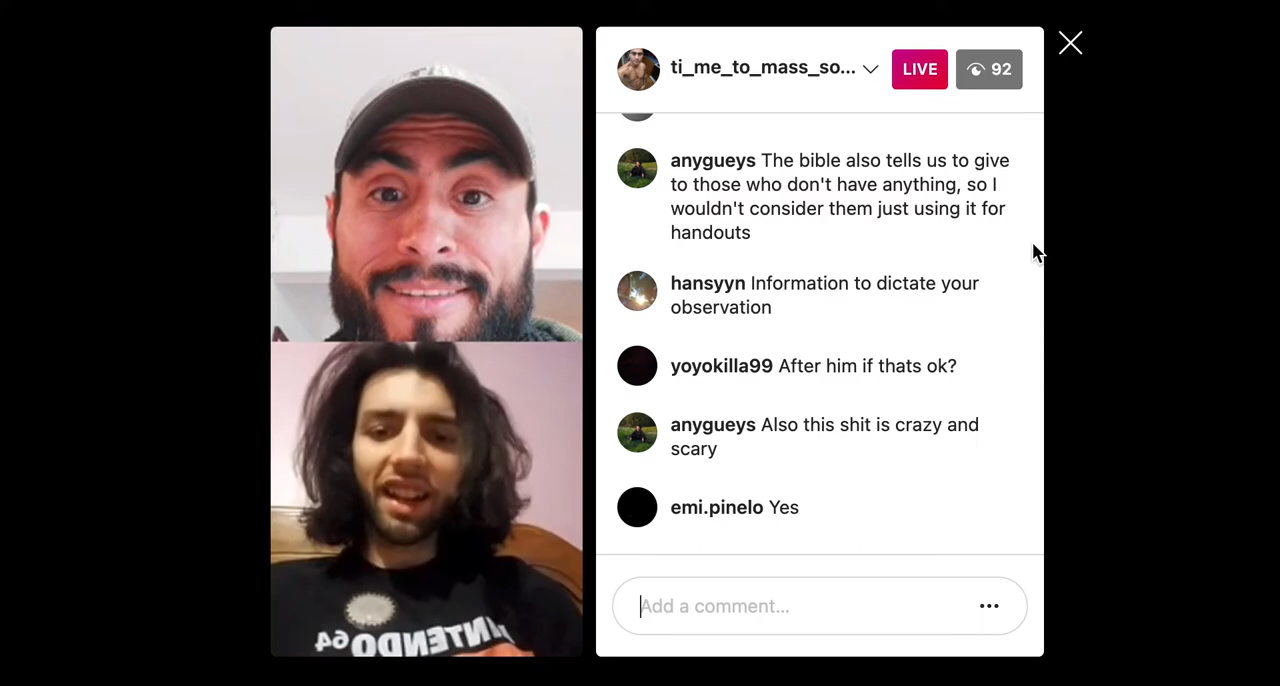 ti_me_to_mass_so...
LIVE
92
anygueys The bible also tells us to give
to those who don't have anything, so I
wouldn't consider them just using it for
handouts
hansyyn Information to dictate your
observation
yoyokilla99 After him if thats ok?
anygueys Also this shit is crazy and
scary
emi.pinelo Yes
Add a comment...
NINTENDO 64